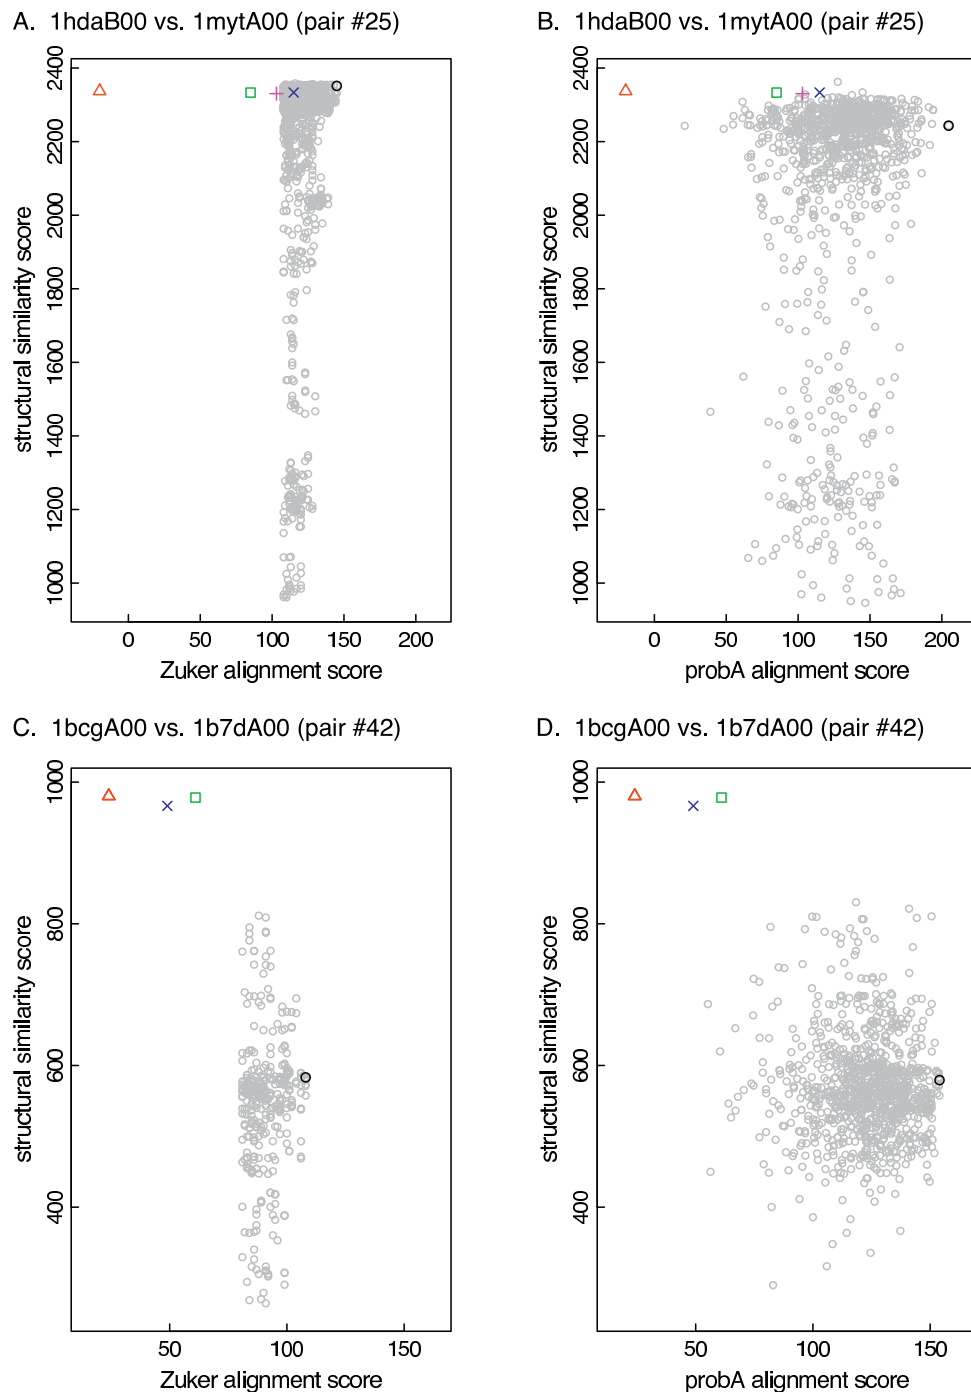 A. 1hdaB00 vs. 1mytA00 (pair #25)
structural similarity score
2400
2200
2000
1800
1600
1400
1200
1000
0 50 100 150 200
Zuker alignment score
B. 1hdaB00 vs. 1mytA00 (pair #25)
structural similarity score
2400
2200
2000
1800
1600
1400
1200
1000
0 50 100 150 200
probA alignment score
C. 1bcgA00 vs. 1b7dA00 (pair #42)
structural similarity score
1000
800
600
400
50 100 150
Zuker alignment score
D. 1bcgA00 vs. 1b7dA00 (pair #42)
structural similarity score
1000
800
600
400
50 100 150
probA alignment score